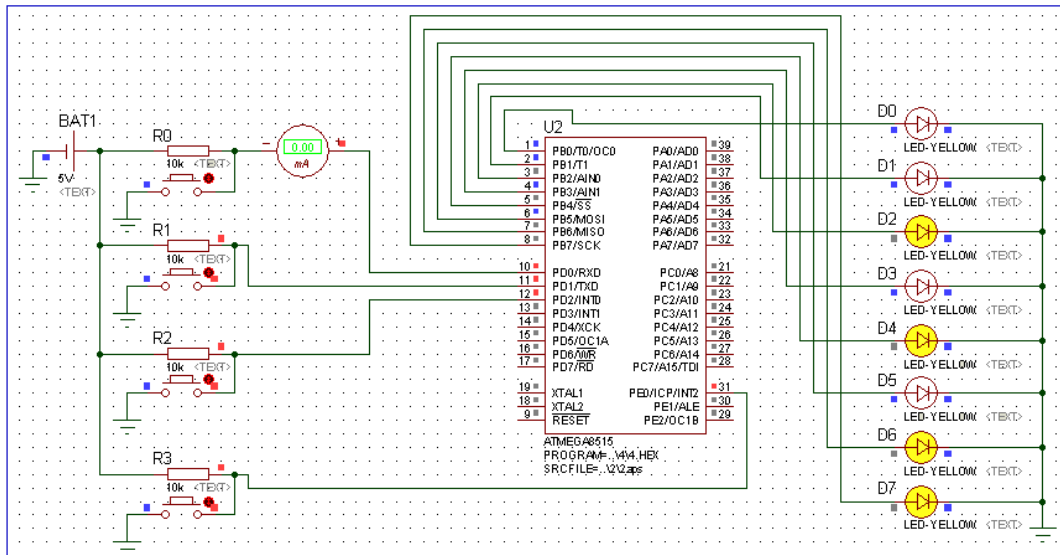 BAT1
5V
<TEXT>
R0
10k <TEXT>
- 0.00 +
mA
R1
10k
<TEXT>
R2
10k <TEXT>
R3
10k <TEXT>
U2
1 PB0/T0/OC0 PA0/AD0 39
2 PB1/T1 PA1/AD1 38
3 PB2/AIN0 PA2/AD2 37
4 PB3/AIN1 PA3/AD3 36
5 PB4/SS PA4/AD4 35
6 PB5/MOSI PA5/AD5 34
7 PB6/MISO PA6/AD6 33
8 PB7/SCK PA7/AD7 32
10 PD0/RXD PC0/A8 21
11 PD1/TXD PC1/A9 22
12 PD2/INT0 PC2/A10 23
13 PD3/INT1 PC3/A11 24
14 PD4/XCK PC4/A12 25
15 PD5/OC1A PC5/A13 26
16 PD6/WR PC6/A14 27
17 PD7/RD PC7/A15/TDI 28
19 XTAL1 PE0/ICP/INT2 31
18 XTAL2 PE1/ALE 30
9 RESET PE2/OC1B 29
ATMEGA8515
PROGRAM=..\4\4.HEX
SRCFILE=..\2\2.aps
D0
LED-YELLOW <TEXT>
D1
LED-YELLOW <TEXT>
D2
LED-YELLOW <TEXT>
D3
LED-YELLOW <TEXT>
D4
LED-YELLOW <TEXT>
D5
LED-YELLOW <TEXT>
D6
LED-YELLOW <TEXT>
D7
LED-YELLOW <TEXT>